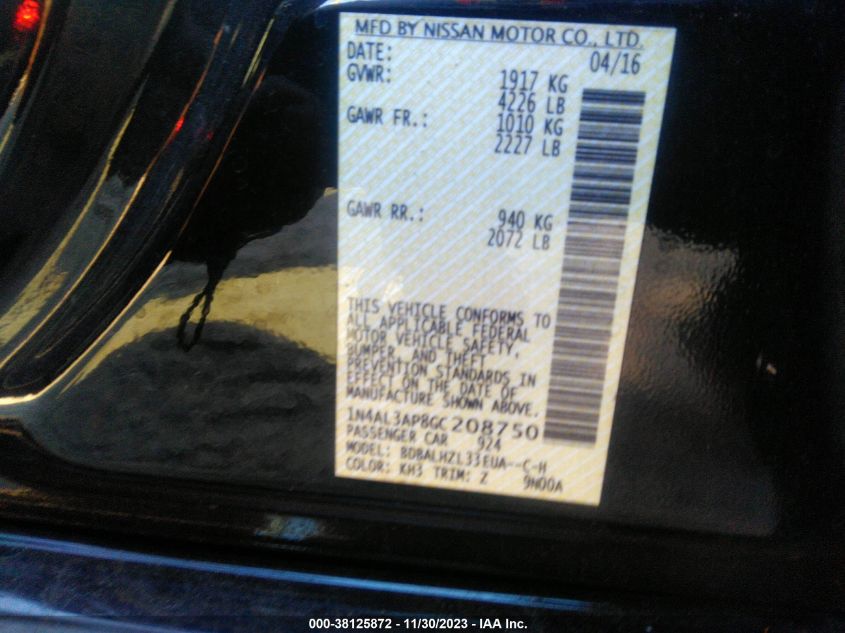 MFD BY NISSAN MOTOR CO., LTD.
DATE: 04/16
GVWR: 1917 KG
4226 LB
GAWR FR.: 1010 KG
2227 LB
GAWR RR.: 940 KG
2072 LB
THIS VEHICLE CONFORMS TO
ALL APPLICABLE FEDERAL
MOTOR VEHICLE SAFETY,
BUMPER, AND THEFT
PREVENTION STANDARDS IN
EFFECT ON THE DATE OF
MANUFACTURE SHOWN ABOVE.
1N4AL3AP8GC208750
PASSENGER CAR 924
MODEL: BDBALHZL33EUA--C-H
COLOR: KH3 TRIM: Z 9N00A
000-38125872 - 11/30/2023 - IAA Inc.